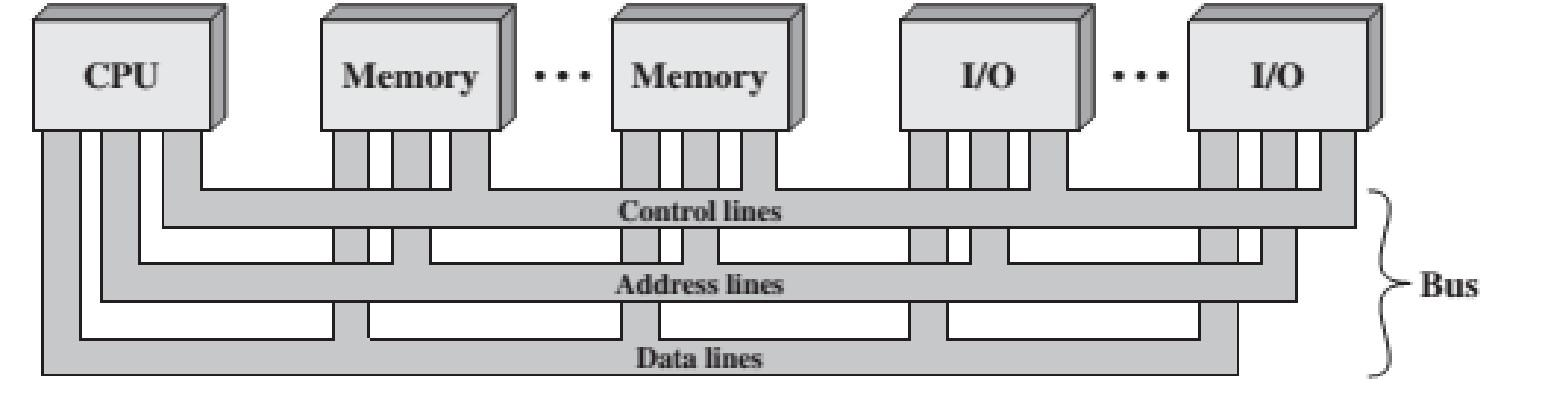 CPU Memory ... Memory I/O ... I/O
Control lines
Address lines
Bus
Data lines